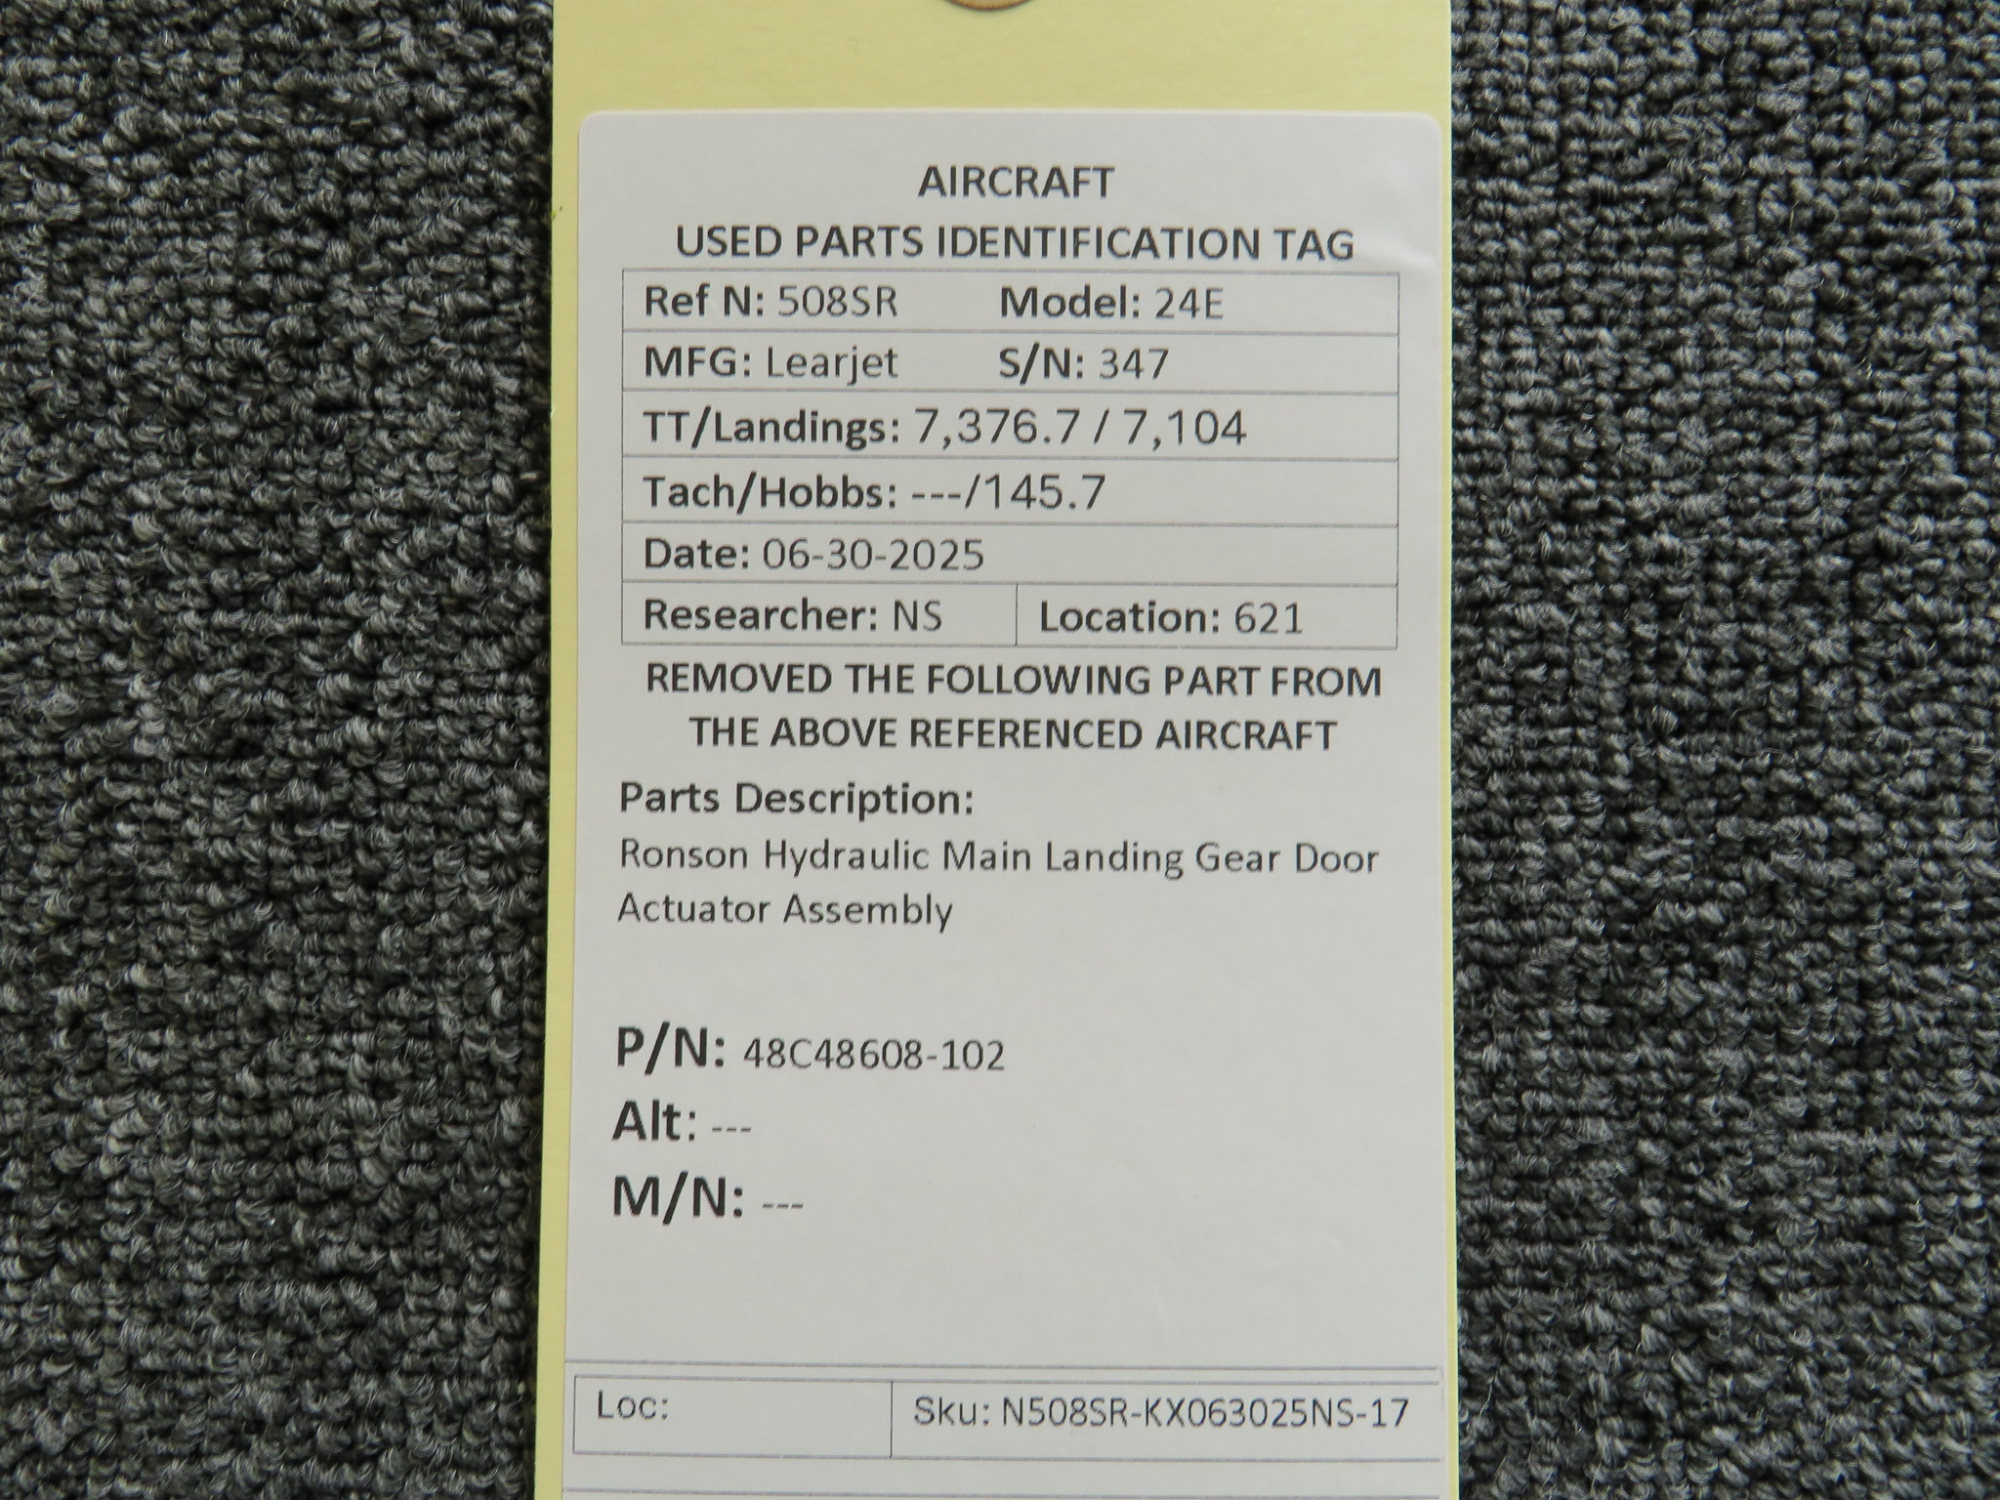 AIRCRAFT
USED PARTS IDENTIFICATION TAG
Ref N: 508SR Model: 24E
MFG: Learjet S/N: 347
TT/Landings: 7,376.7 / 7,104
Tach/Hobbs: ---/145.7
Date: 06-30-2025
Researcher: NS Location: 621
REMOVED THE FOLLOWING PART FROM
THE ABOVE REFERENCED AIRCRAFT
Parts Description:
Ronson Hydraulic Main Landing Gear Door
Actuator Assembly
P/N: 48C48608-102
Alt: ---
M/N: ---
Loc: Sku: N508SR-KX063025NS-17